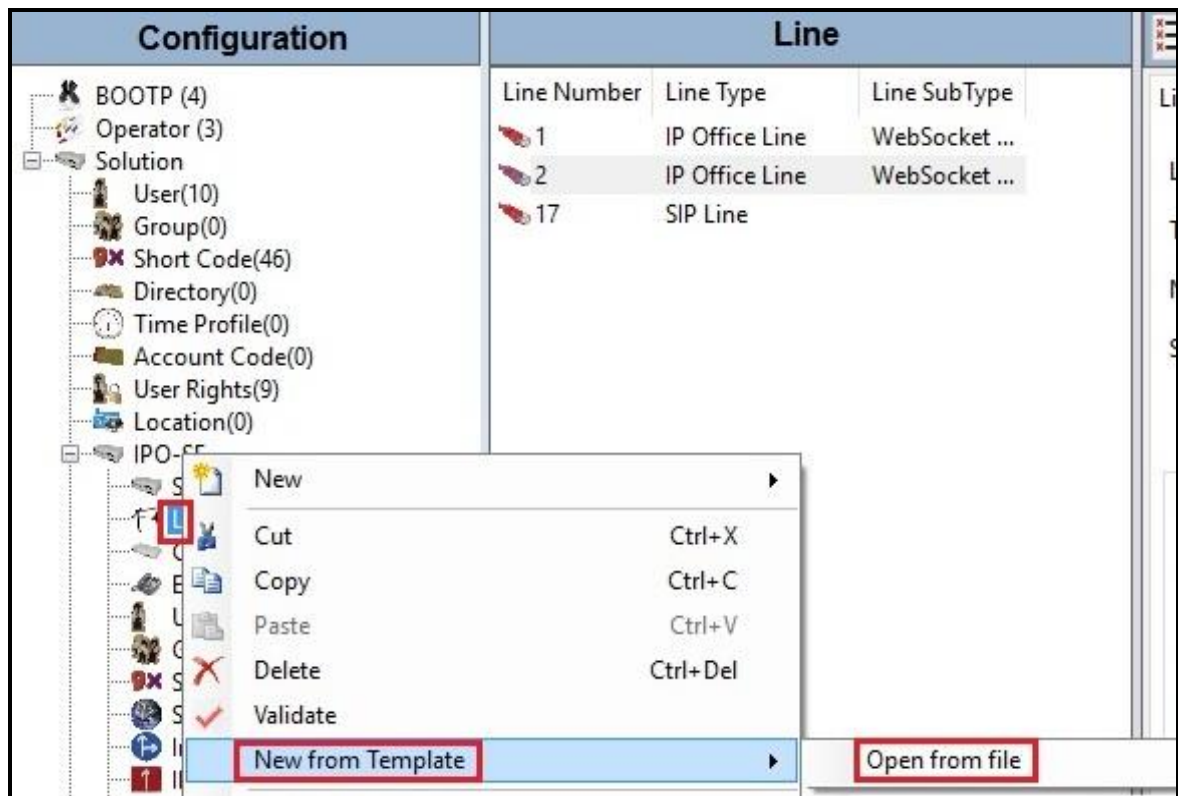 Configuration
BOOTP (4)
Operator (3)
Solution
User(10)
Group(0)
Short Code(46)
Directory(0)
Time Profile(0)
Account Code(0)
User Rights(9)
Location(0)
Line
Line Number Line Type Line SubType
1 IP Office Line WebSocket ...
2 IP Office Line WebSocket ...
17 SIP Line
New
Cut Ctrl+X
Copy Ctrl+C
Paste Ctrl+V
Delete Ctrl+Del
Validate
New from Template
Open from file